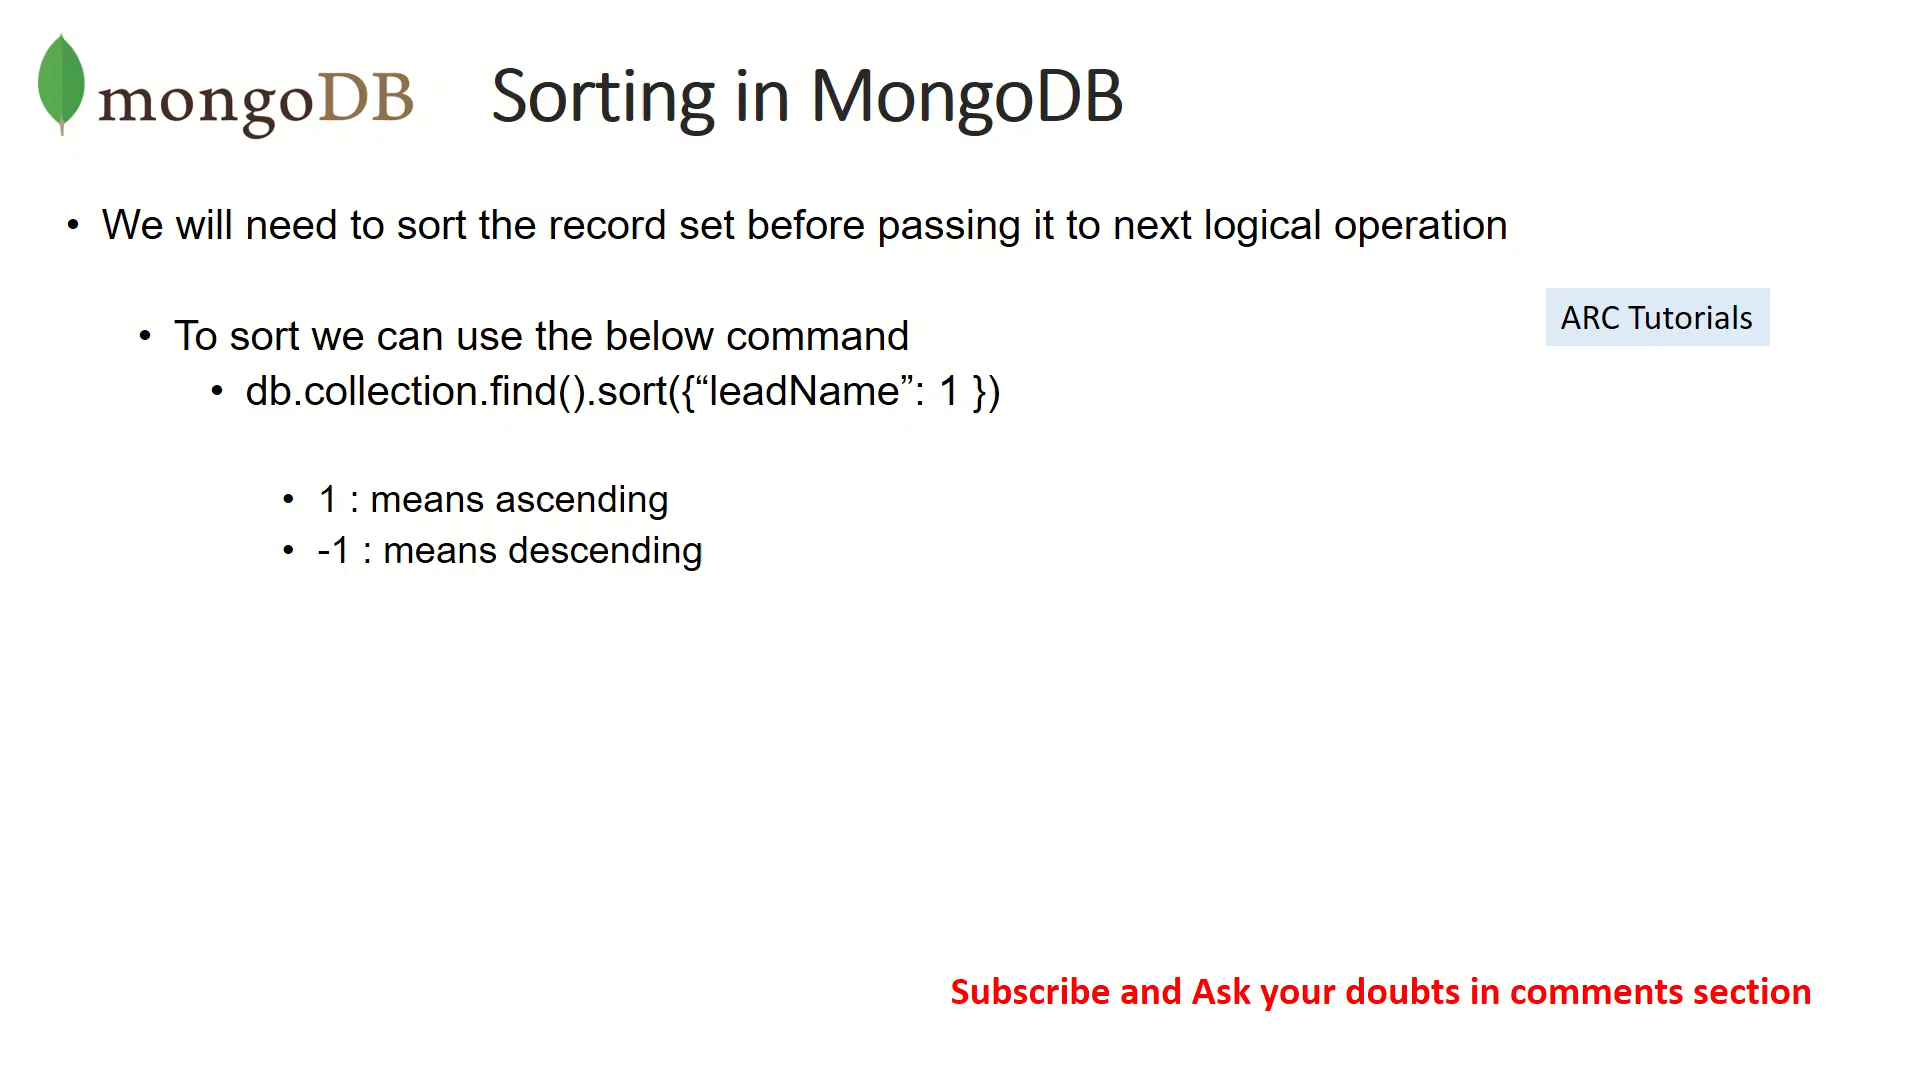 mongoDB
Sorting in MongoDB
• We will need to sort the record set before passing it to next logical operation
ARC Tutorials
• To sort we can use the below command
• db.collection.find().sort({“leadName”: 1 })
• 1 : means ascending
• -1 : means descending
Subscribe and Ask your doubts in comments section